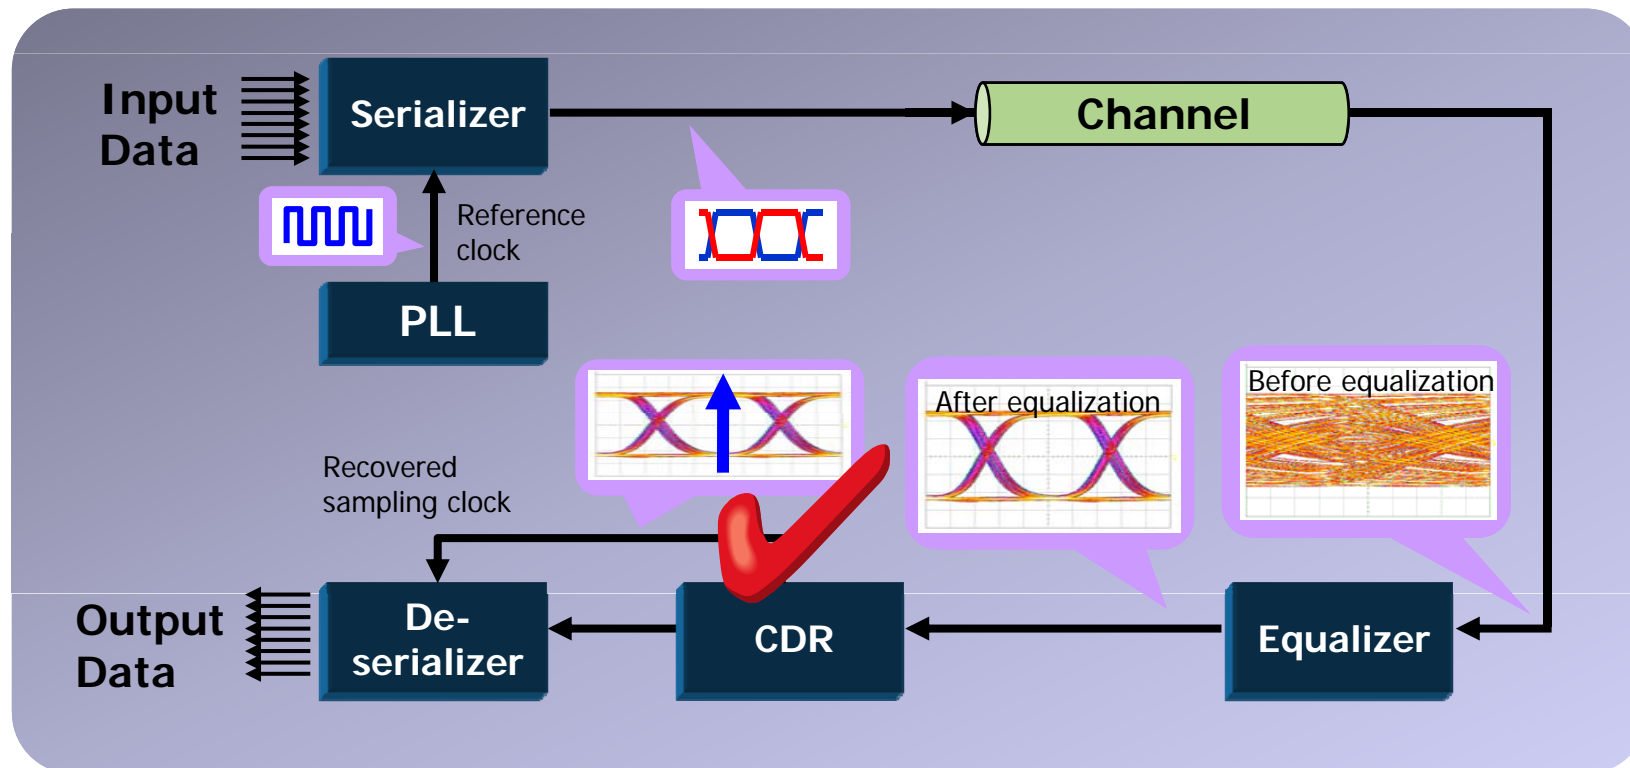 Input
Data
Serializer
Channel
Reference
clock
PLL
Before equalization
After equalization
Recovered
sampling clock
Output
Data
De-
serializer
CDR
Equalizer